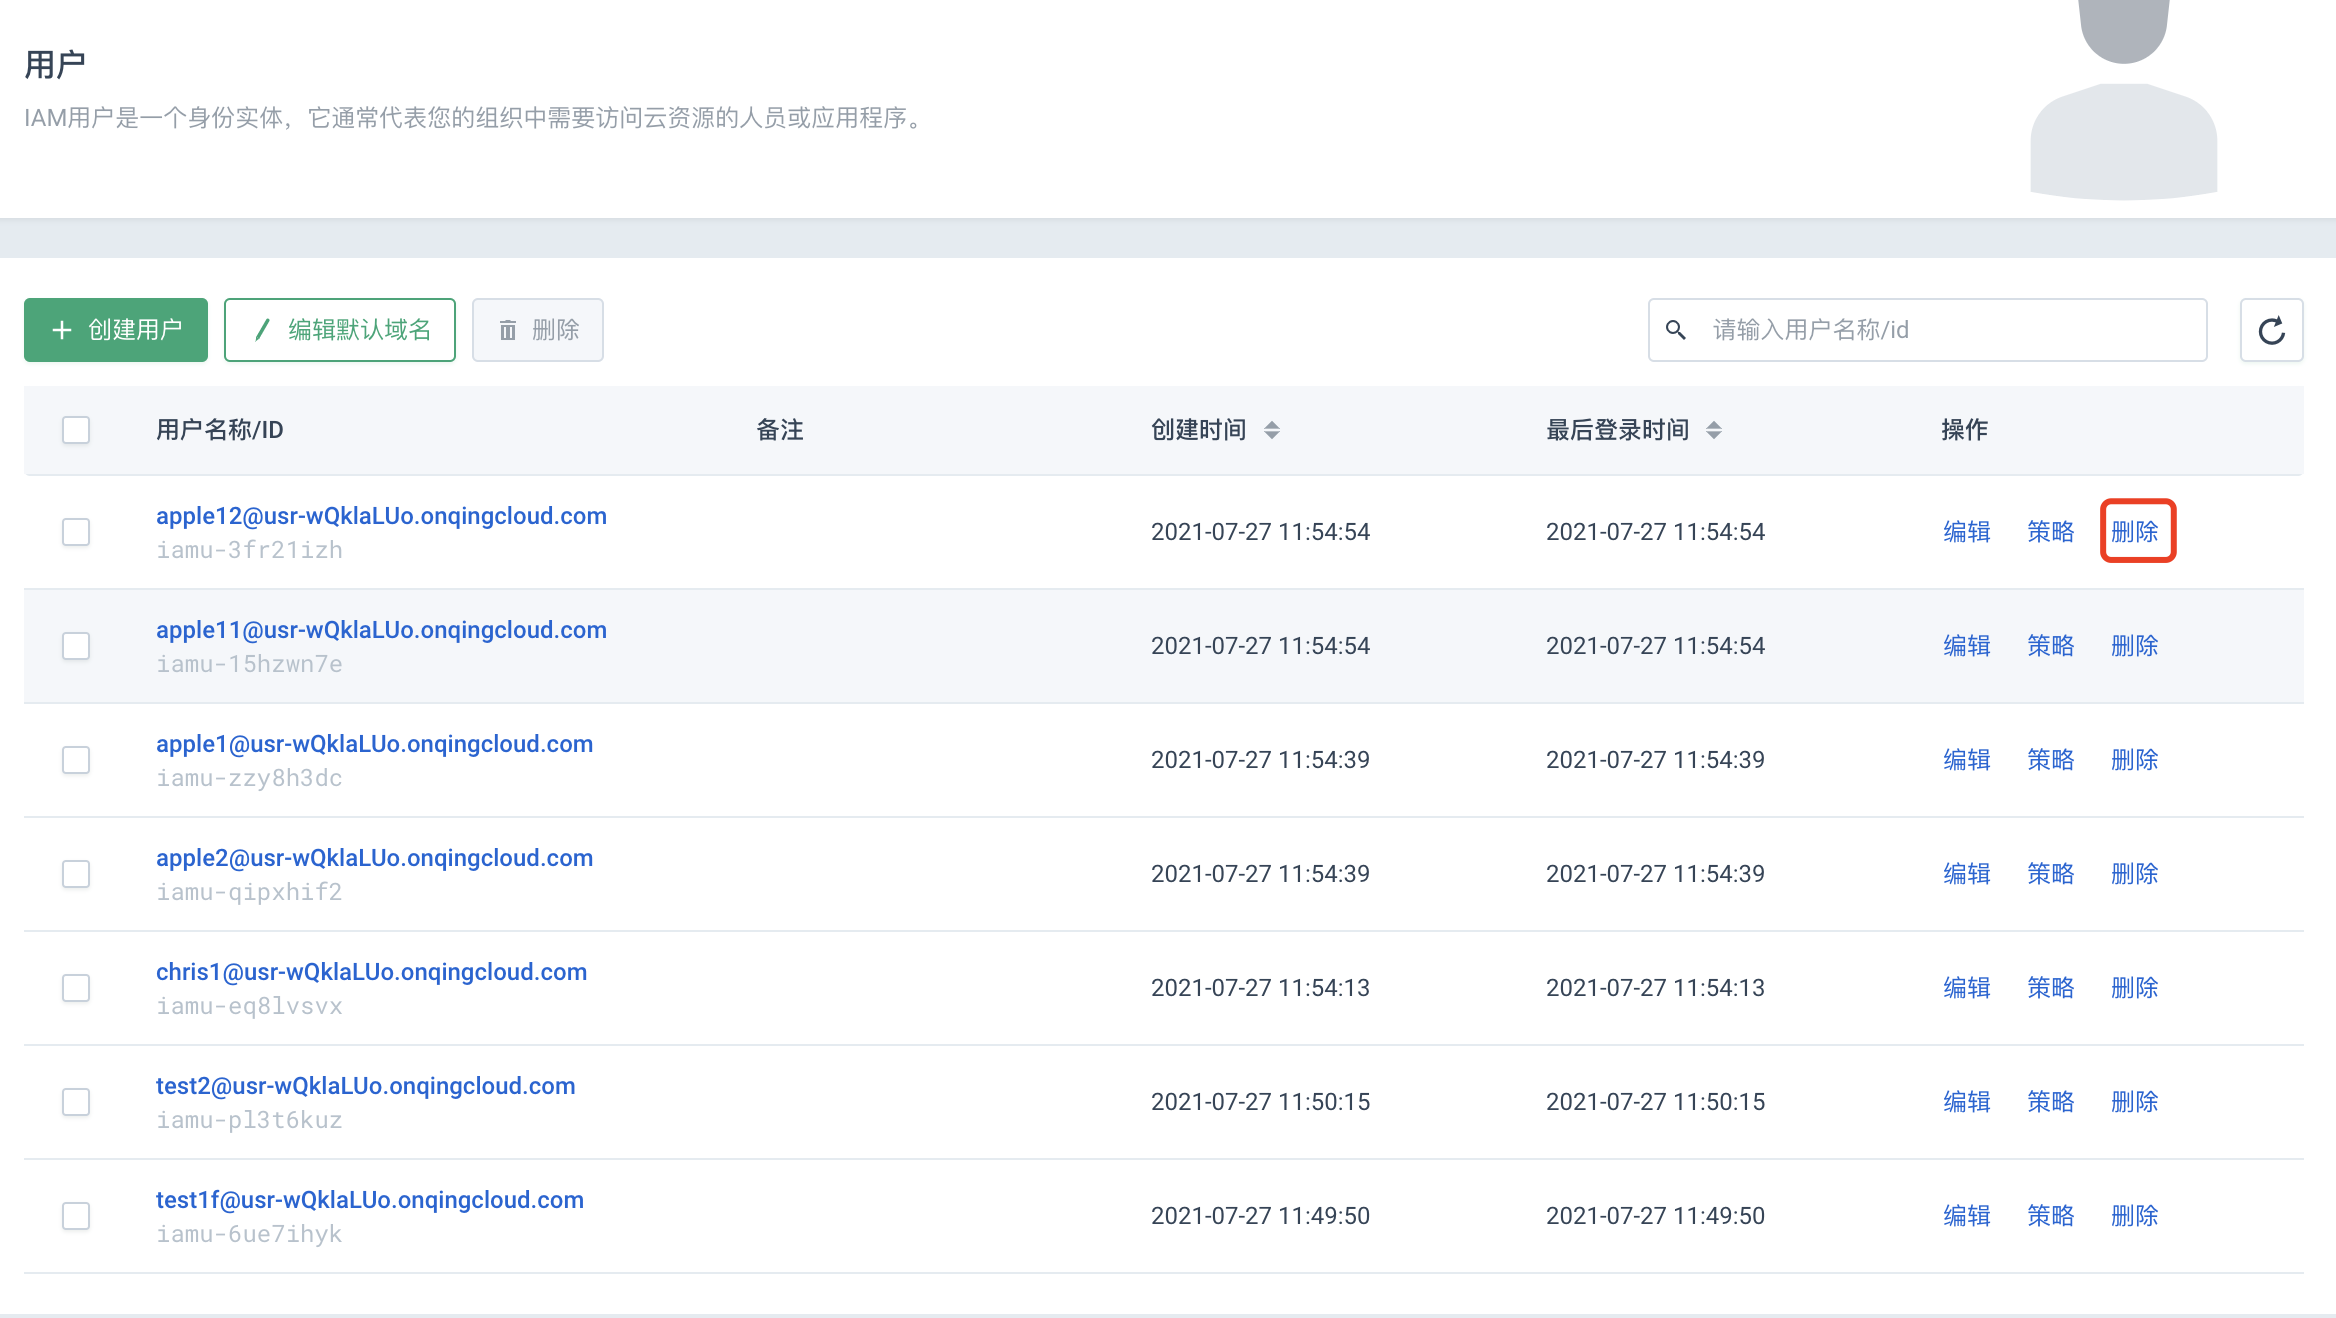 用户
IAM用户是一个身份实体，它通常代表您的组织中需要访问云资源的人员或应用程序。
创建用户 编辑默认域名 删除 请输入用户名称/id
用户名称/ID 备注 创建时间 最后登录时间 操作
apple12@usr-wQklaLUo.onqingcloud.com
iamu-3fr21izh
2021-07-27 11:54:54 2021-07-27 11:54:54 编辑 策略 删除
apple11@usr-wQklaLUo.onqingcloud.com
iamu-15hzwn7e
2021-07-27 11:54:54 2021-07-27 11:54:54 编辑 策略 删除
apple1@usr-wQklaLUo.onqingcloud.com
iamu-zzy8h3dc
2021-07-27 11:54:39 2021-07-27 11:54:39 编辑 策略 删除
apple2@usr-wQklaLUo.onqingcloud.com
iamu-qipxhif2
2021-07-27 11:54:39 2021-07-27 11:54:39 编辑 策略 删除
chris1@usr-wQklaLUo.onqingcloud.com
iamu-eq8lvsvx
2021-07-27 11:54:13 2021-07-27 11:54:13 编辑 策略 删除
test2@usr-wQklaLUo.onqingcloud.com
iamu-pl3t6kuz
2021-07-27 11:50:15 2021-07-27 11:50:15 编辑 策略 删除
test1f@usr-wQklaLUo.onqingcloud.com
iamu-6ue7ihyk
2021-07-27 11:49:50 2021-07-27 11:49:50 编辑 策略 删除